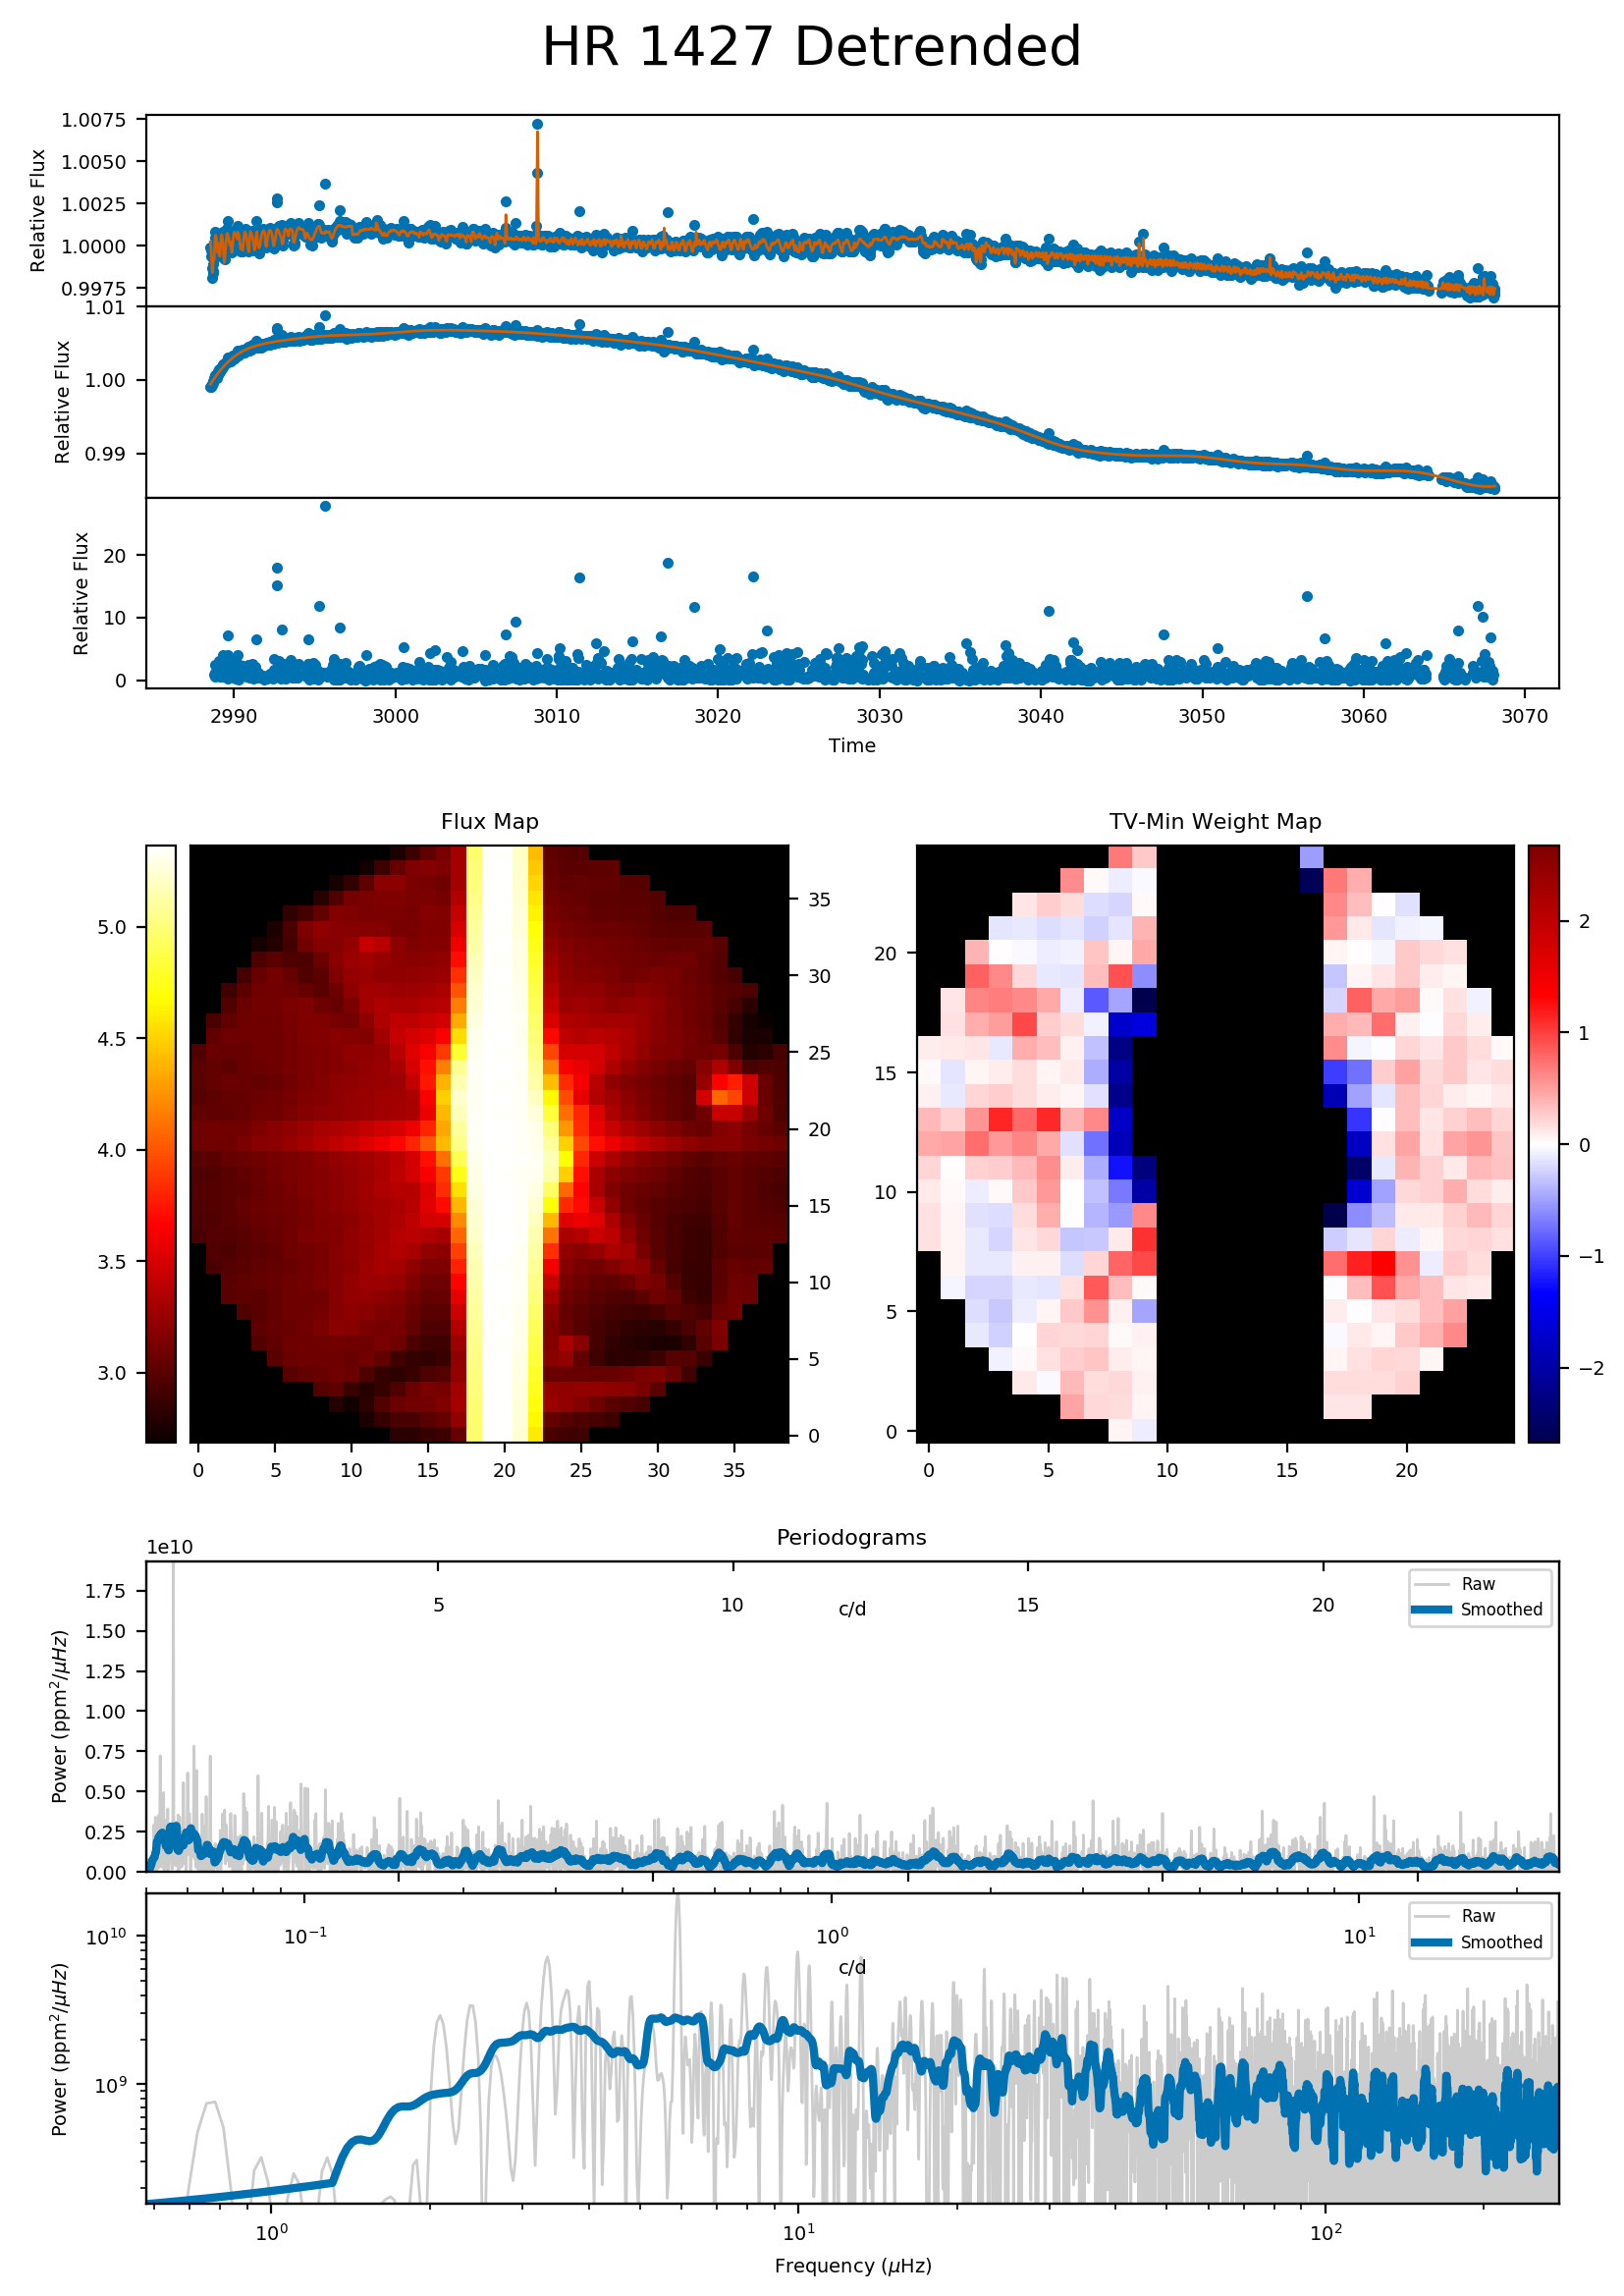 HR 1427 Detrended
1.0075
1.0050
1.0025
1.0000
0.9975
Relative Flux
1.01
1.00
0.99
Relative Flux
20
10
0
Relative Flux
2990 3000 3010 3020 3030 3040 3050 3060 3070
Time
Flux Map
5.0
4.5
4.0
3.5
3.0
35
30
25
20
15
10
5
0
0 5 10 15 20 25 30 35
TV-Min Weight Map
20
15
10
5
0
0 5 10 15 20
2
1
0
−1
−2
Periodograms
1e10
1.75
1.50
1.25
1.00
0.75
0.50
0.25
0.00
Power (ppm²/μHz)
5 10 15 20
c/d
Raw
Smoothed
10¹⁰
10⁹
Power (ppm²/μHz)
10⁻¹ 10⁰ 10¹
c/d
Raw
Smoothed
10⁰ 10¹ 10²
Frequency (μHz)